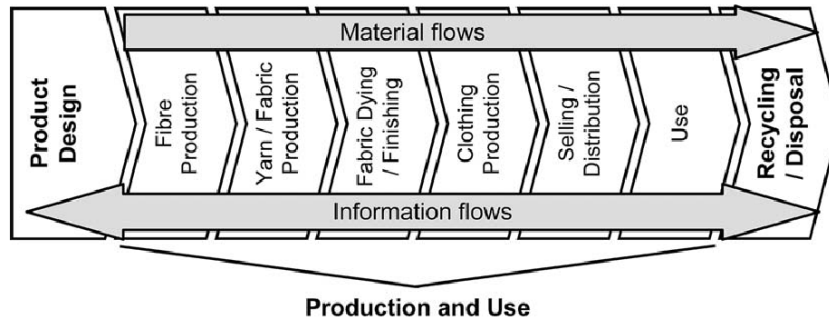 Material flows
Product
Design
Fibre
Production
Yarn / Fabric
Production
Fabric Dying
/ Finishing
Clothing
Production
Selling /
Distribution
Use
Recycling
/ Disposal
Information flows
Production and Use